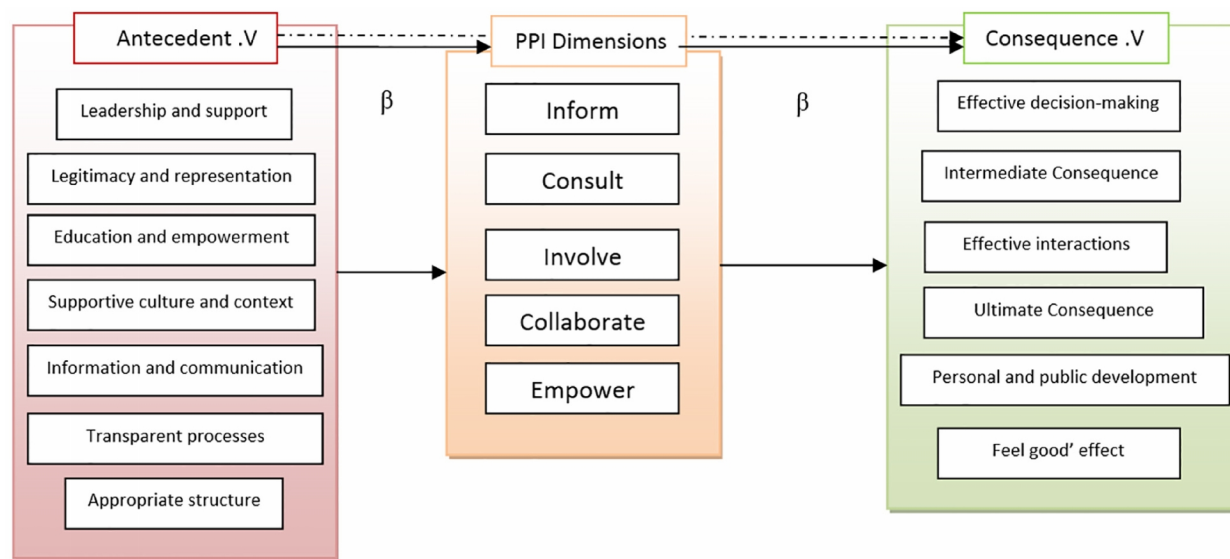 Antecedent .V
Leadership and support
Legitimacy and representation
Education and empowerment
Supportive culture and context
Information and communication
Transparent processes
Appropriate structure
β
PPI Dimensions
Inform
Consult
Involve
Collaborate
Empower
β
Consequence .V
Effective decision-making
Intermediate Consequence
Effective interactions
Ultimate Consequence
Personal and public development
Feel good’ effect